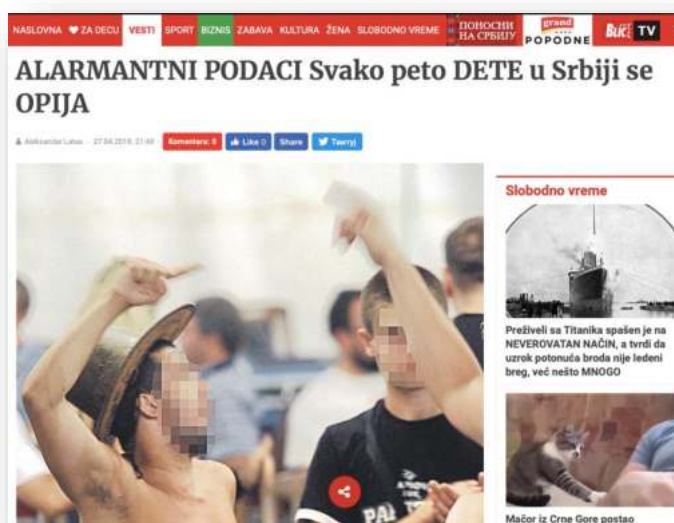 NASLOVNA ZA DECU VESTI SPORT BIZNIS ZABAVA KULTURA ŽENA SLOBODNO VREME ПОНОСНИ НА СРБИЈУ grand POPODNE BLIC TV
ALARMANTNI PODACI Svako peto DETE u Srbiji se
OPIJA
Komentara: 0 Like 0 Share Твитуј
Slobodno vreme
Preživeli sa Titanika spašen je na
NEVEROVATAN NAČIN, a tvrdi da
uzrok potonuća broda nije ledeni
breg, već nešto MNOGO
Mačor iz Crne Gore postao